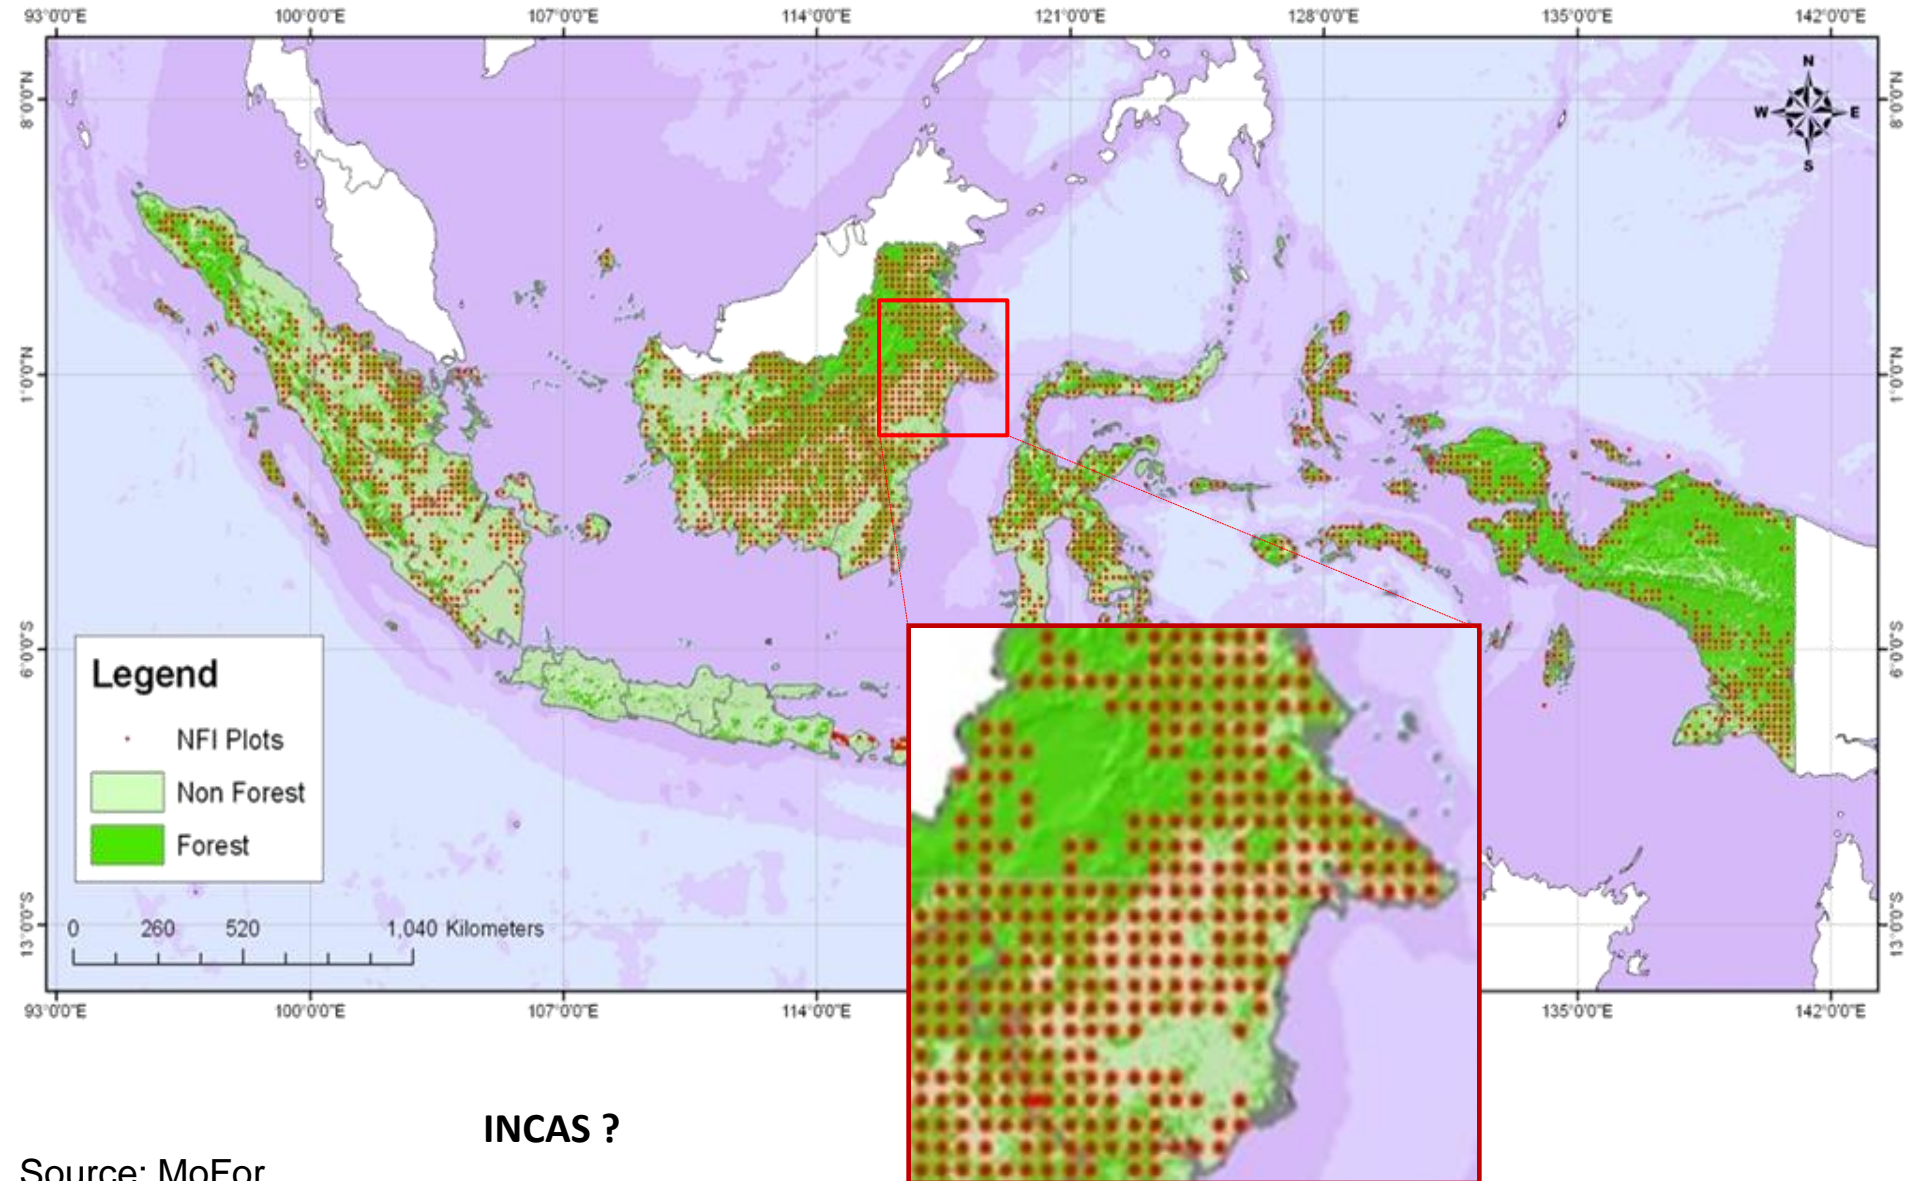 93°0'0"E 100°0'0"E 107°0'0"E 114°0'0"E 121°0'0"E 128°0'0"E 135°0'0"E 142°0'0"E
N
W E
S
8°0'0"N 8°0'0"N
1°0'0"N 1°0'0"N
6°0'0"S 6°0'0"S
13°0'0"S 13°0'0"S
Legend
NFI Plots
Non Forest
Forest
0 260 520 1,040 Kilometers
93°0'0"E 100°0'0"E 107°0'0"E 114°0'0"E 135°0'0"E 142°0'0"E
INCAS ?
Source: MoFor